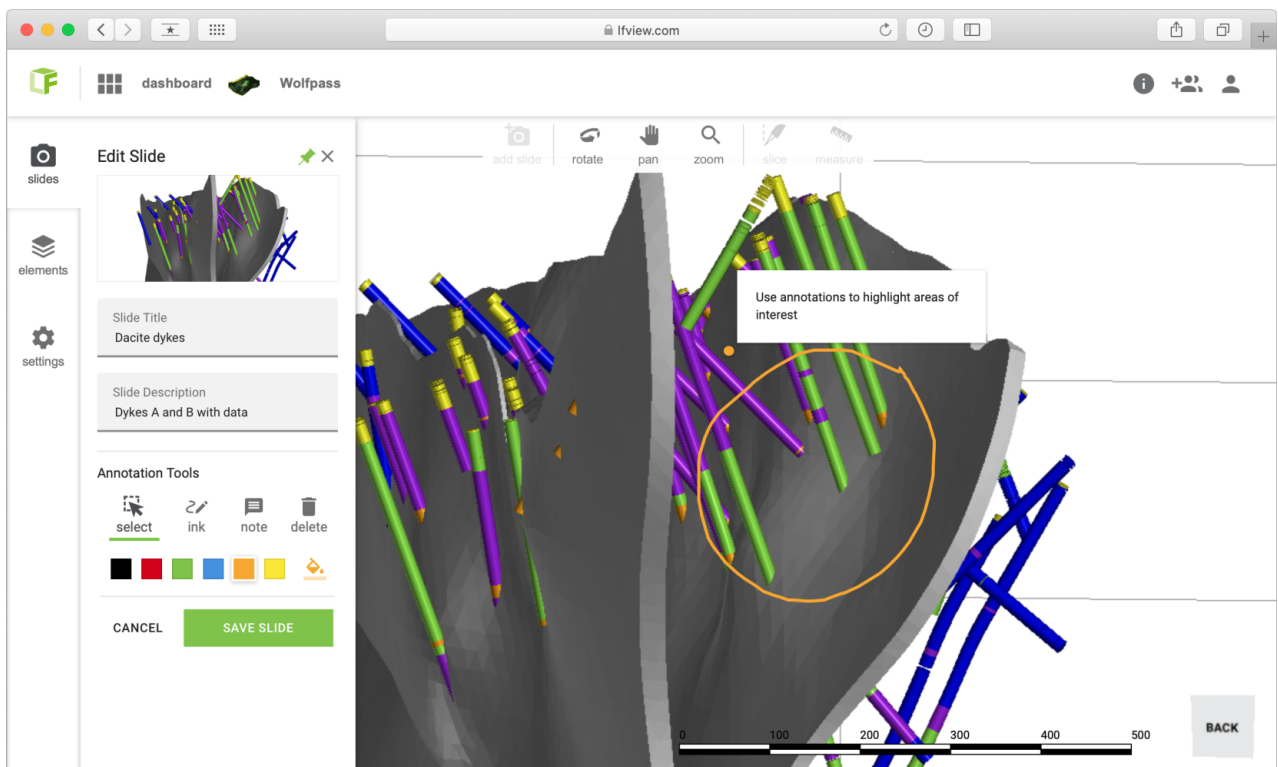 lfview.com
dashboard
Wolfpass
slides
elements
settings
Edit Slide
Slide Title
Dacite dykes
Slide Description
Dykes A and B with data
Annotation Tools
select ink note delete
CANCEL SAVE SLIDE
add slide rotate pan zoom slice measure
Use annotations to highlight areas of
interest
0 100 200 300 400 500
BACK